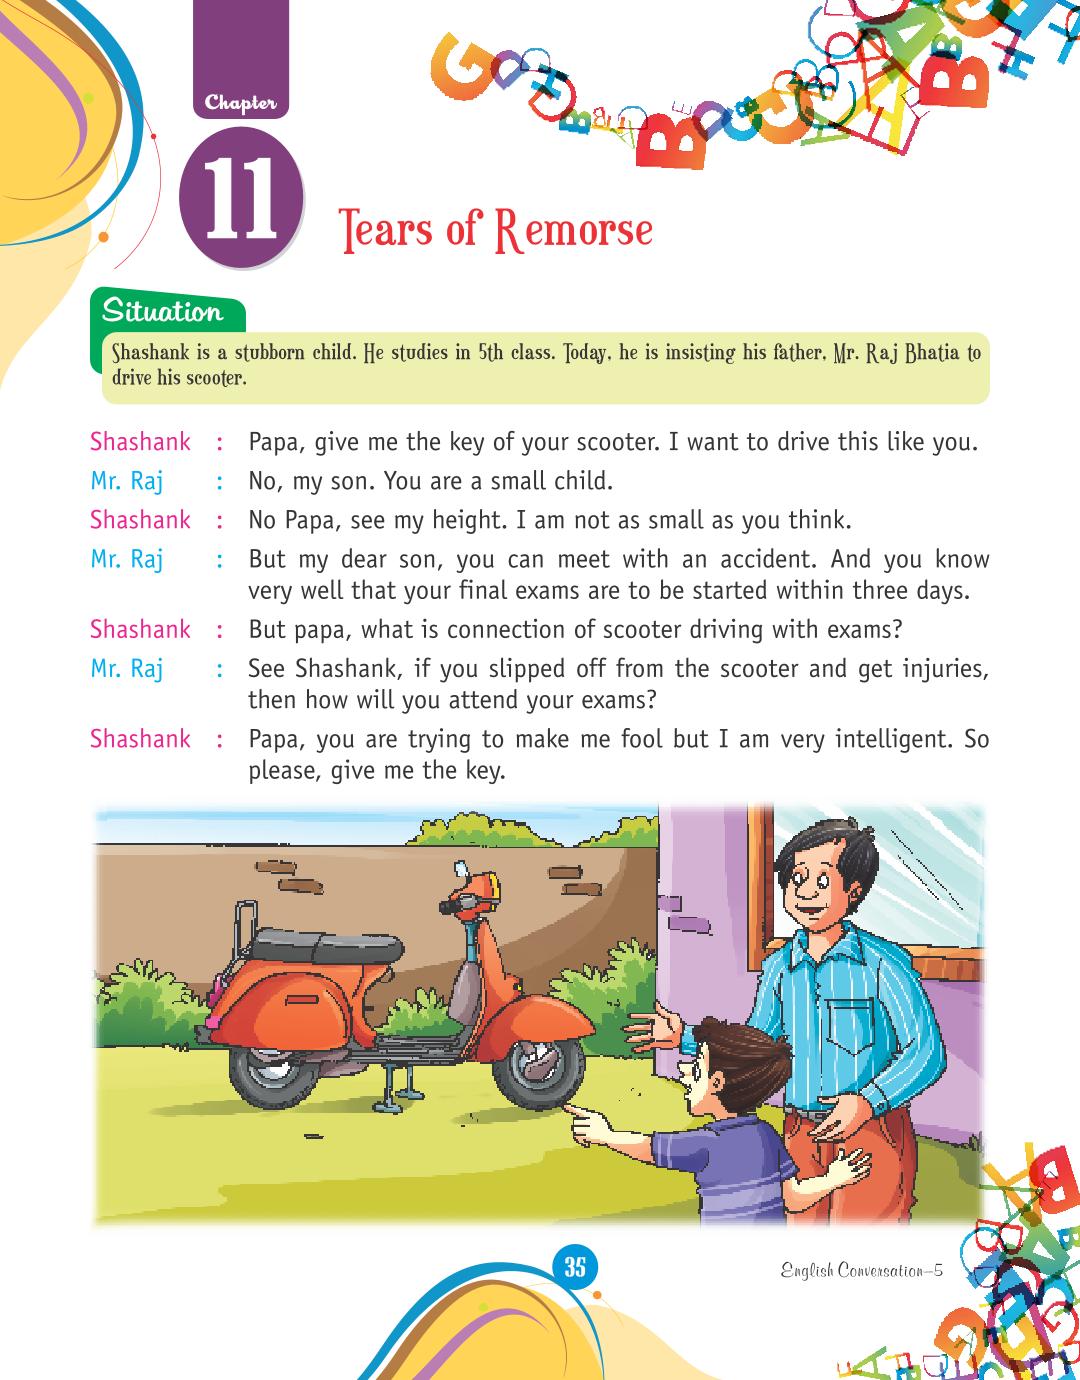 Chapter
11
Tears of Remorse
Situation
Shashank is a stubborn child. He studies in 5th class. Today, he is insisting his father, Mr. Raj Bhatia to
drive his scooter.
Shashank : Papa, give me the key of your scooter. I want to drive this like you.
Mr. Raj : No, my son. You are a small child.
Shashank : No Papa, see my height. I am not as small as you think.
Mr. Raj : But my dear son, you can meet with an accident. And you know
very well that your final exams are to be started within three days.
Shashank : But papa, what is connection of scooter driving with exams?
Mr. Raj : See Shashank, if you slipped off from the scooter and get injuries,
then how will you attend your exams?
Shashank : Papa, you are trying to make me fool but I am very intelligent. So
please, give me the key.
35
English Conversation–5